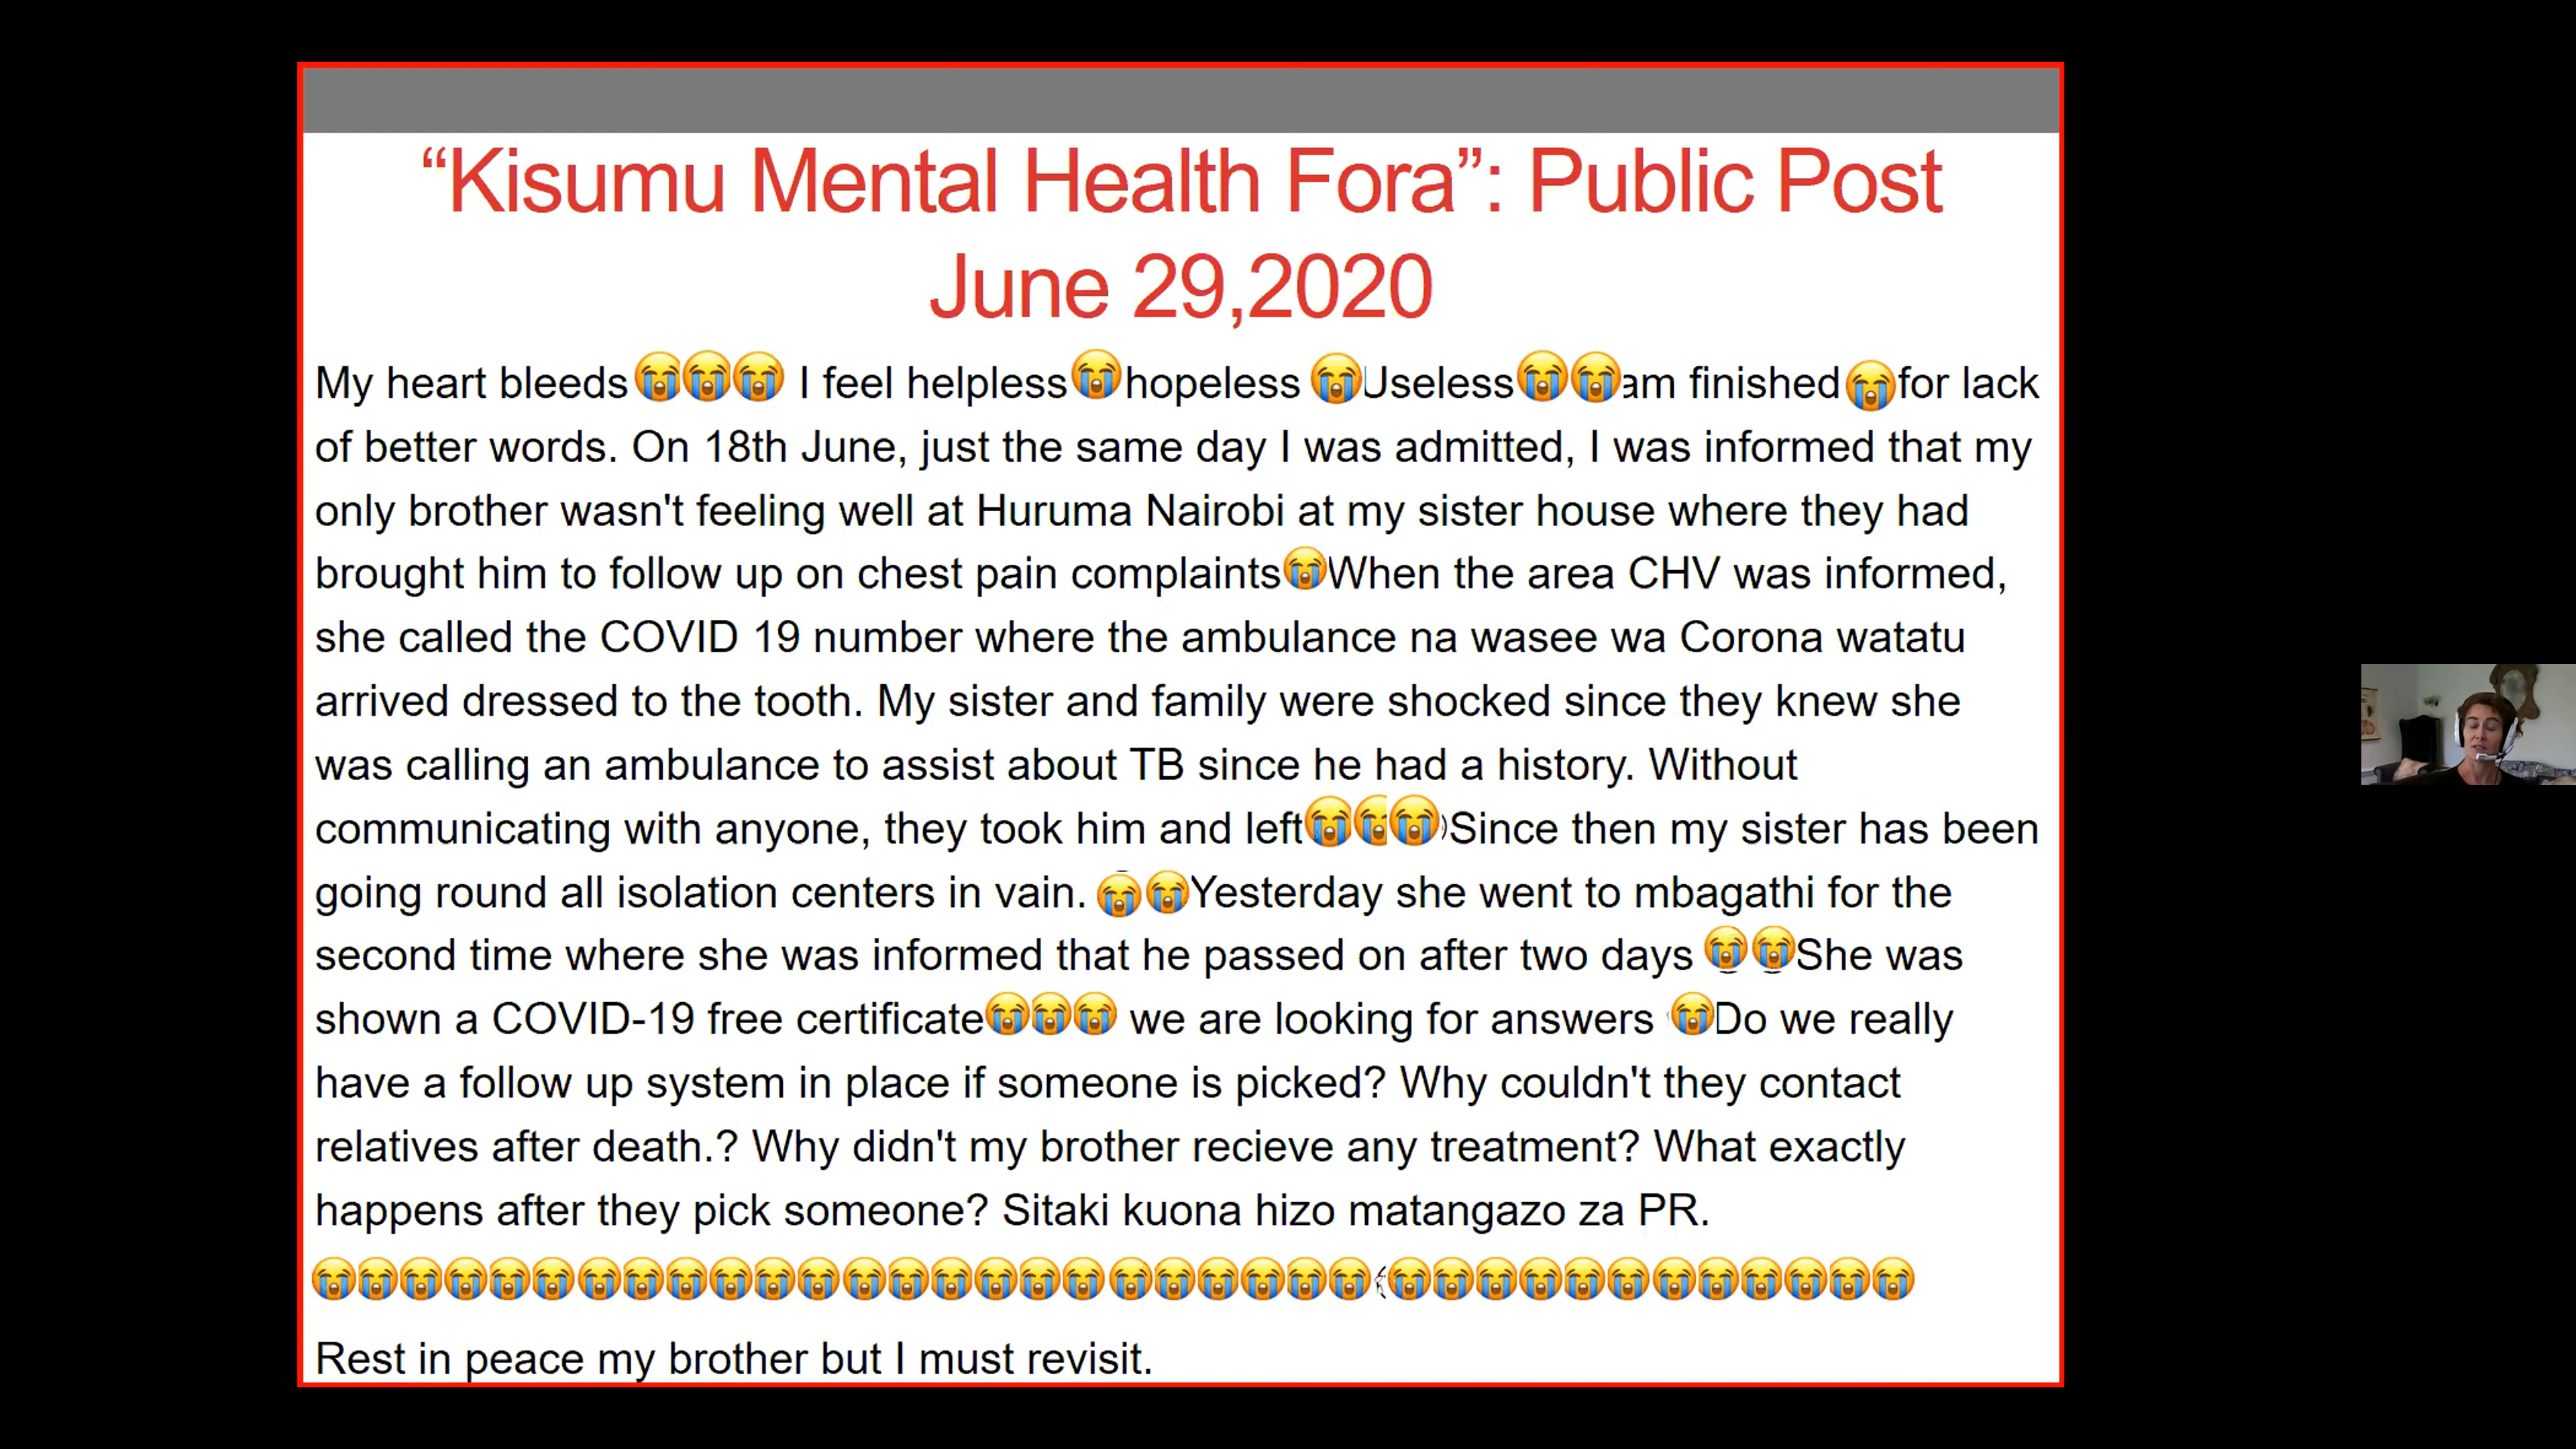 “Kisumu Mental Health Fora”: Public Post
June 29,2020
My heart bleeds😭😭😭 I feel helpless😭hopeless 😭Useless😭😭am finished😭for lack
of better words. On 18th June, just the same day I was admitted, I was informed that my
only brother wasn't feeling well at Huruma Nairobi at my sister house where they had
brought him to follow up on chest pain complaints😭When the area CHV was informed,
she called the COVID 19 number where the ambulance na wasee wa Corona watatu
arrived dressed to the tooth. My sister and family were shocked since they knew she
was calling an ambulance to assist about TB since he had a history. Without
communicating with anyone, they took him and left😭😭😭Since then my sister has been
going round all isolation centers in vain. 😭😭Yesterday she went to mbagathi for the
second time where she was informed that he passed on after two days 😭😭She was
shown a COVID-19 free certificate😭😭😭 we are looking for answers 😭Do we really
have a follow up system in place if someone is picked? Why couldn't they contact
relatives after death.? Why didn't my brother recieve any treatment? What exactly
happens after they pick someone? Sitaki kuona hizo matangazo za PR.
😭😭😭😭😭😭😭😭😭😭😭😭😭😭😭😭😭😭😭😭😭😭😭😭😭😭😭😭😭😭😭😭😭😭😭😭
Rest in peace my brother but I must revisit.